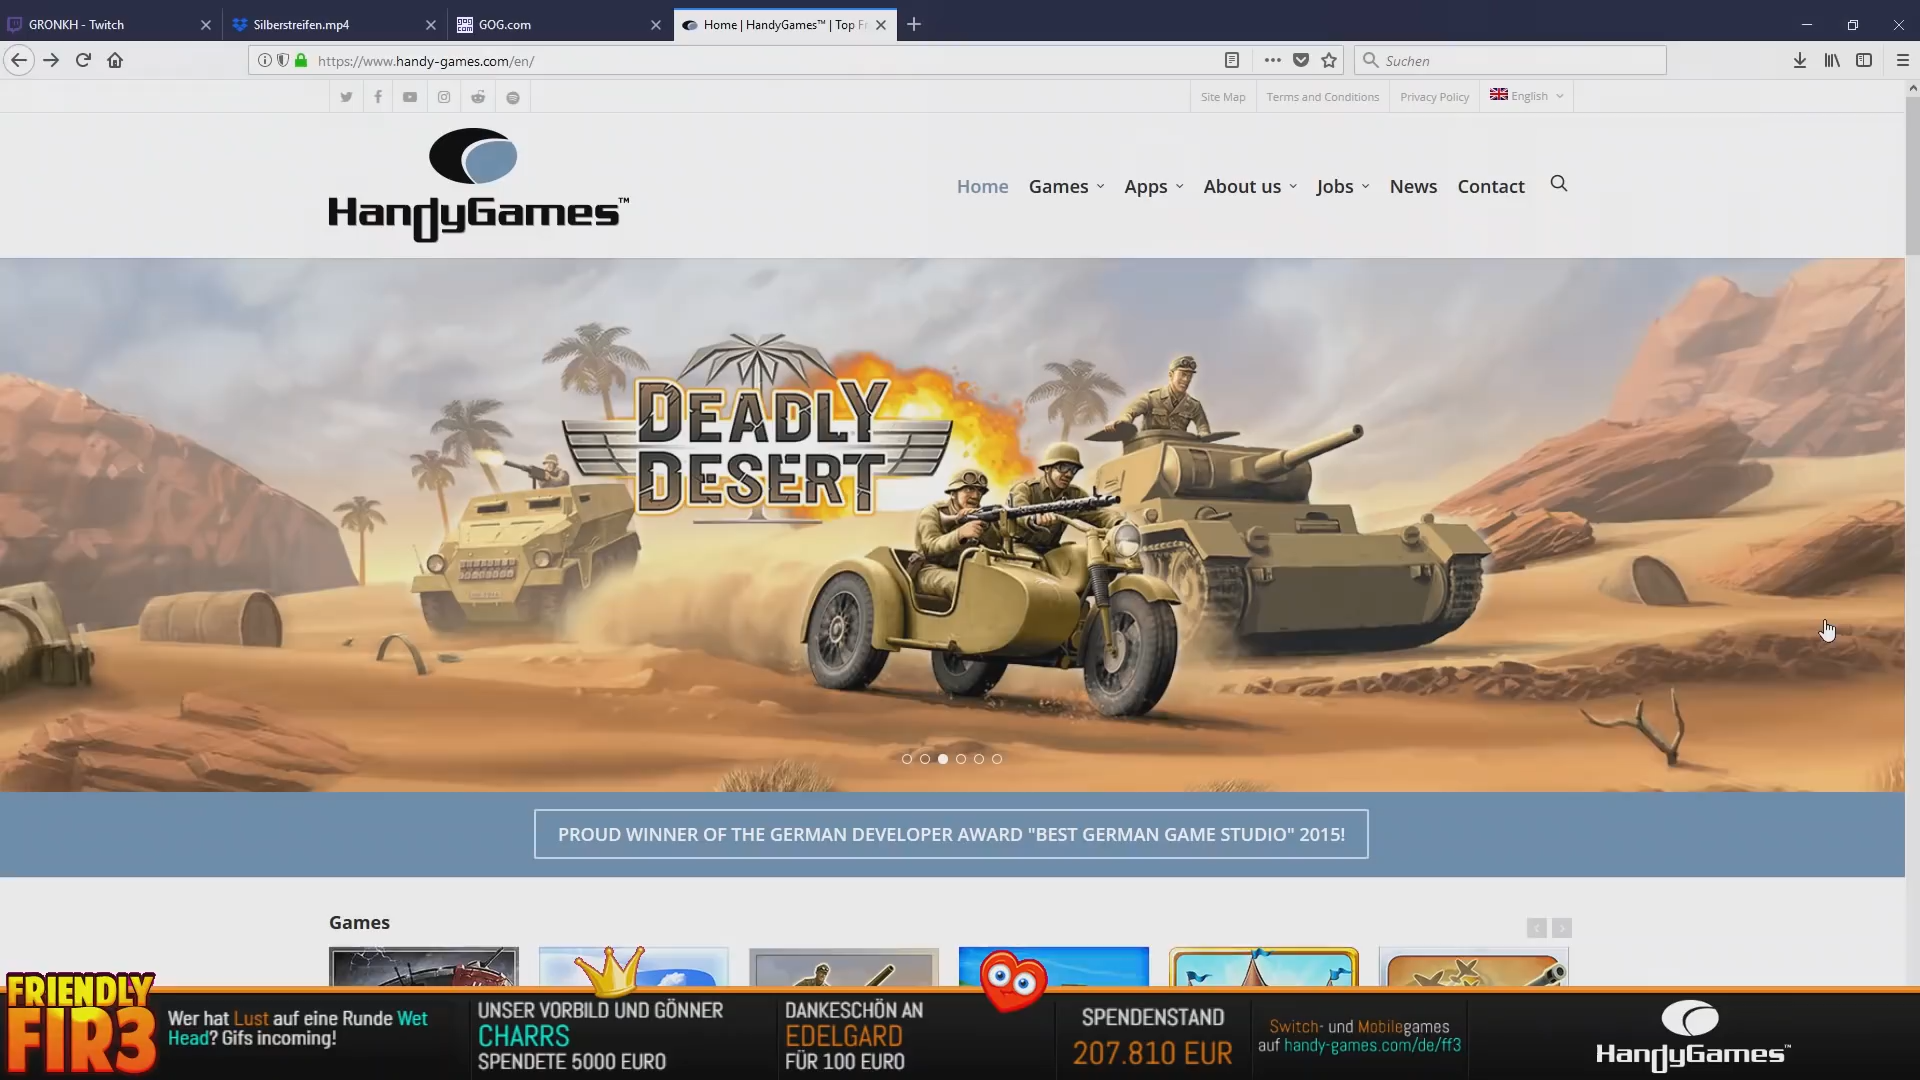 GRONKH - Twitch
Silberstreifen.mp4
GOG.com
Home | HandyGames™ | Top Fr
https://www.handy-games.com/en/
Suchen
Site Map
Terms and Conditions
Privacy Policy
English
HandyGames™
Home
Games
Apps
About us
Jobs
News
Contact
DEADLY
DESERT
PROUD WINNER OF THE GERMAN DEVELOPER AWARD "BEST GERMAN GAME STUDIO" 2015!
Games
FRIENDLY
FIR3
Wer hat Lust auf eine Runde Wet
Head? Gifs incoming!
UNSER VORBILD UND GÖNNER
CHARRS
SPENDETE 5000 EURO
DANKESCHÖN AN
EDELGARD
FÜR 100 EURO
SPENDENSTAND
207.810 EUR
Switch- und Mobilegames
auf handy-games.com/de/ff3
HandyGames™